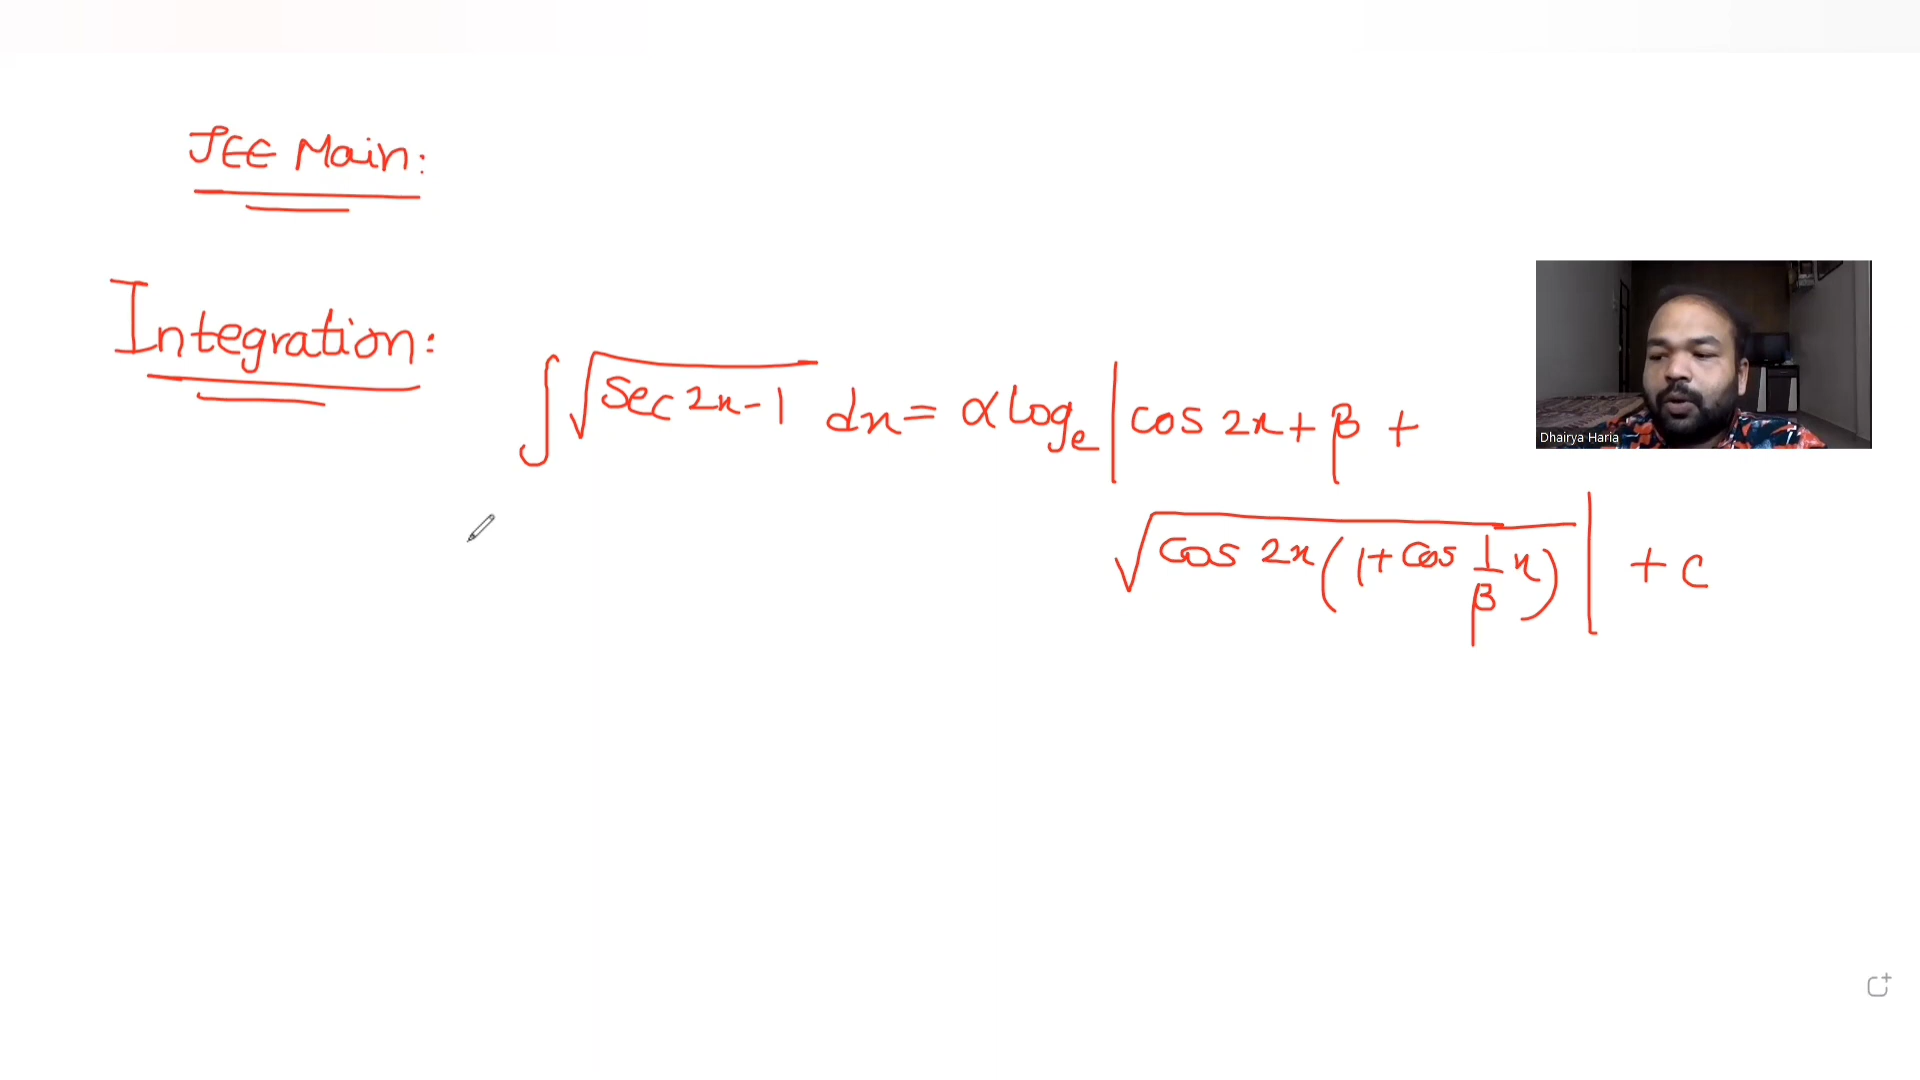 JEE Main:
Integration:
∫√(sec 2x-1) dx = α logₑ |cos 2x + β +
√(cos 2x (1+ cos 1/β x))| + c
Dhairya Haria